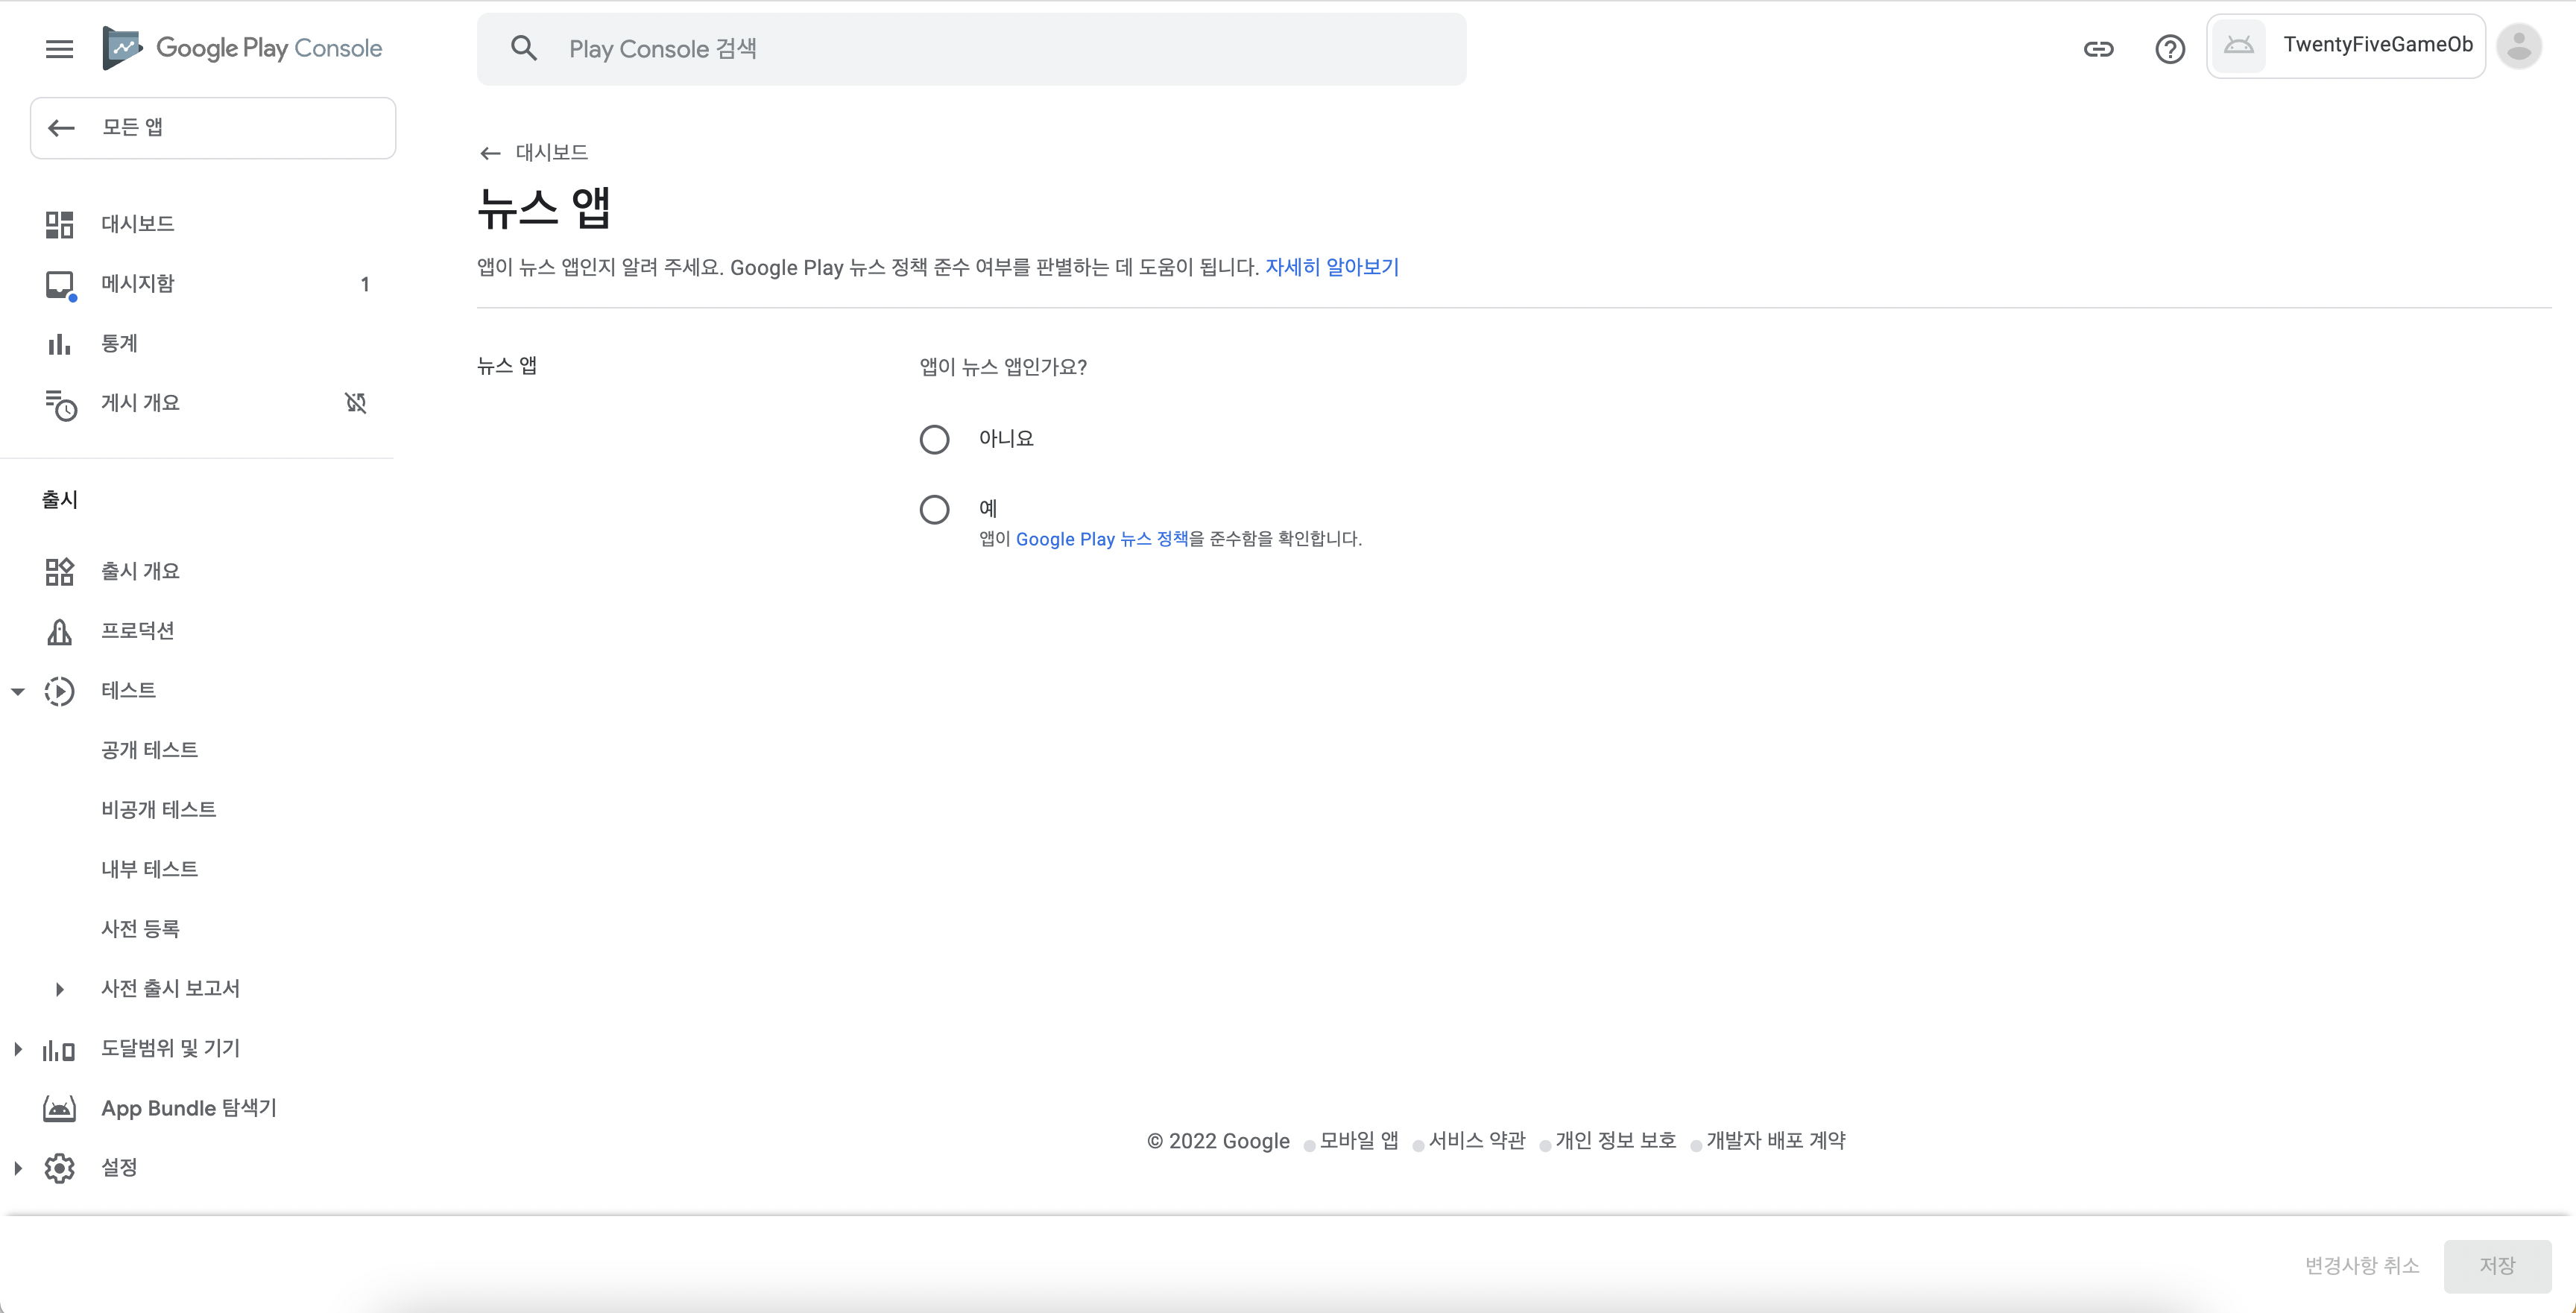 Google Play Console
Play Console 검색
TwentyFiveGameOb
모든 앱
대시보드
메시지함 1
통계
게시 개요
출시
출시 개요
프로덕션
테스트
공개 테스트
비공개 테스트
내부 테스트
사전 등록
사전 출시 보고서
도달범위 및 기기
App Bundle 탐색기
설정
대시보드
뉴스 앱
앱이 뉴스 앱인지 알려 주세요. Google Play 뉴스 정책 준수 여부를 판별하는 데 도움이 됩니다. 자세히 알아보기
뉴스 앱
앱이 뉴스 앱인가요?
아니요
예
앱이 Google Play 뉴스 정책을 준수함을 확인합니다.
© 2022 Google 모바일 앱 서비스 약관 개인 정보 보호 개발자 배포 계약
변경사항 취소 저장